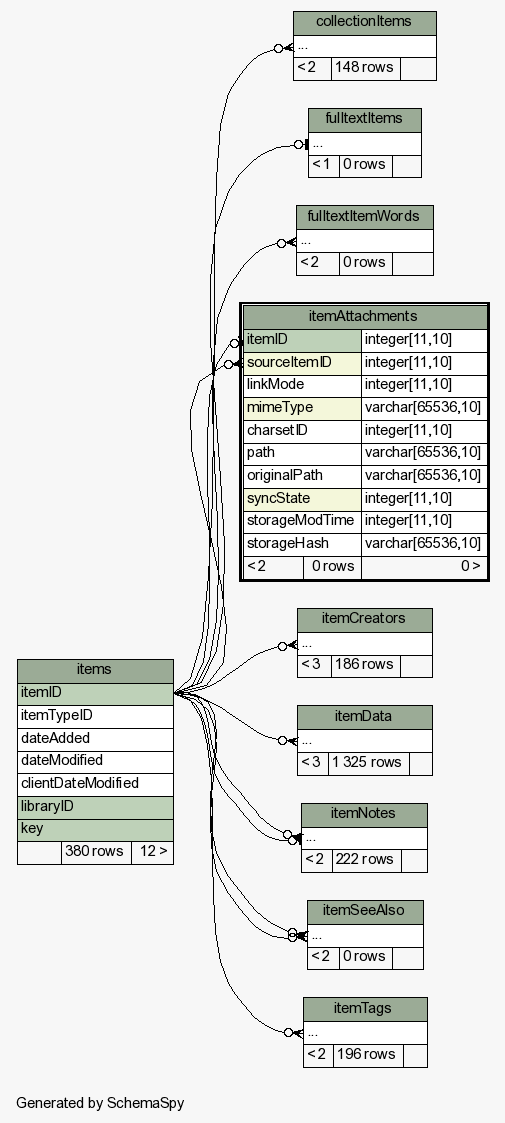 collectionItems
...
< 2 148 rows
fulltextItems
...
< 1 0 rows
fulltextItemWords
...
< 2 0 rows
itemAttachments
itemID integer[11,10]
sourceItemID integer[11,10]
linkMode integer[11,10]
mimeType varchar[65536,10]
charsetID integer[11,10]
path varchar[65536,10]
originalPath varchar[65536,10]
syncState integer[11,10]
storageModTime integer[11,10]
storageHash varchar[65536,10]
< 2 0 rows 0 >
itemCreators
...
< 3 186 rows
items
itemID
itemTypeID
dateAdded
dateModified
clientDateModified
libraryID
key
380 rows 12 >
itemData
...
< 3 1 325 rows
itemNotes
...
< 2 222 rows
itemSeeAlso
...
< 2 0 rows
itemTags
...
< 2 196 rows
Generated by SchemaSpy